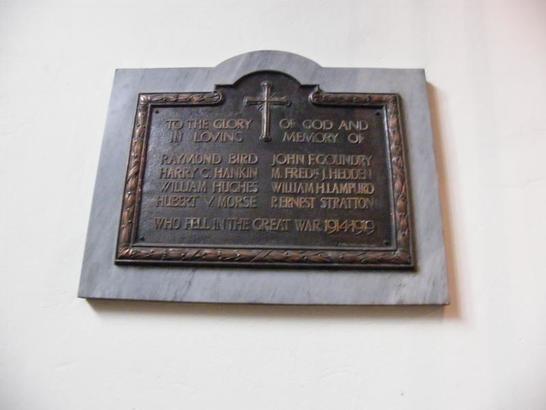 TO THE GLORY OF GOD AND
IN LOVING MEMORY OF
RAYMOND BIRD JOHN F. GOUNDRY
HARRY C. HANKIN M. FREDK J. HEDDEN
WILLIAM HUGHES WILLIAM H. LAMPURD
HUBERT V. MORSE P. ERNEST STRATTON
WHO FELL IN THE GREAT WAR 1914-1919